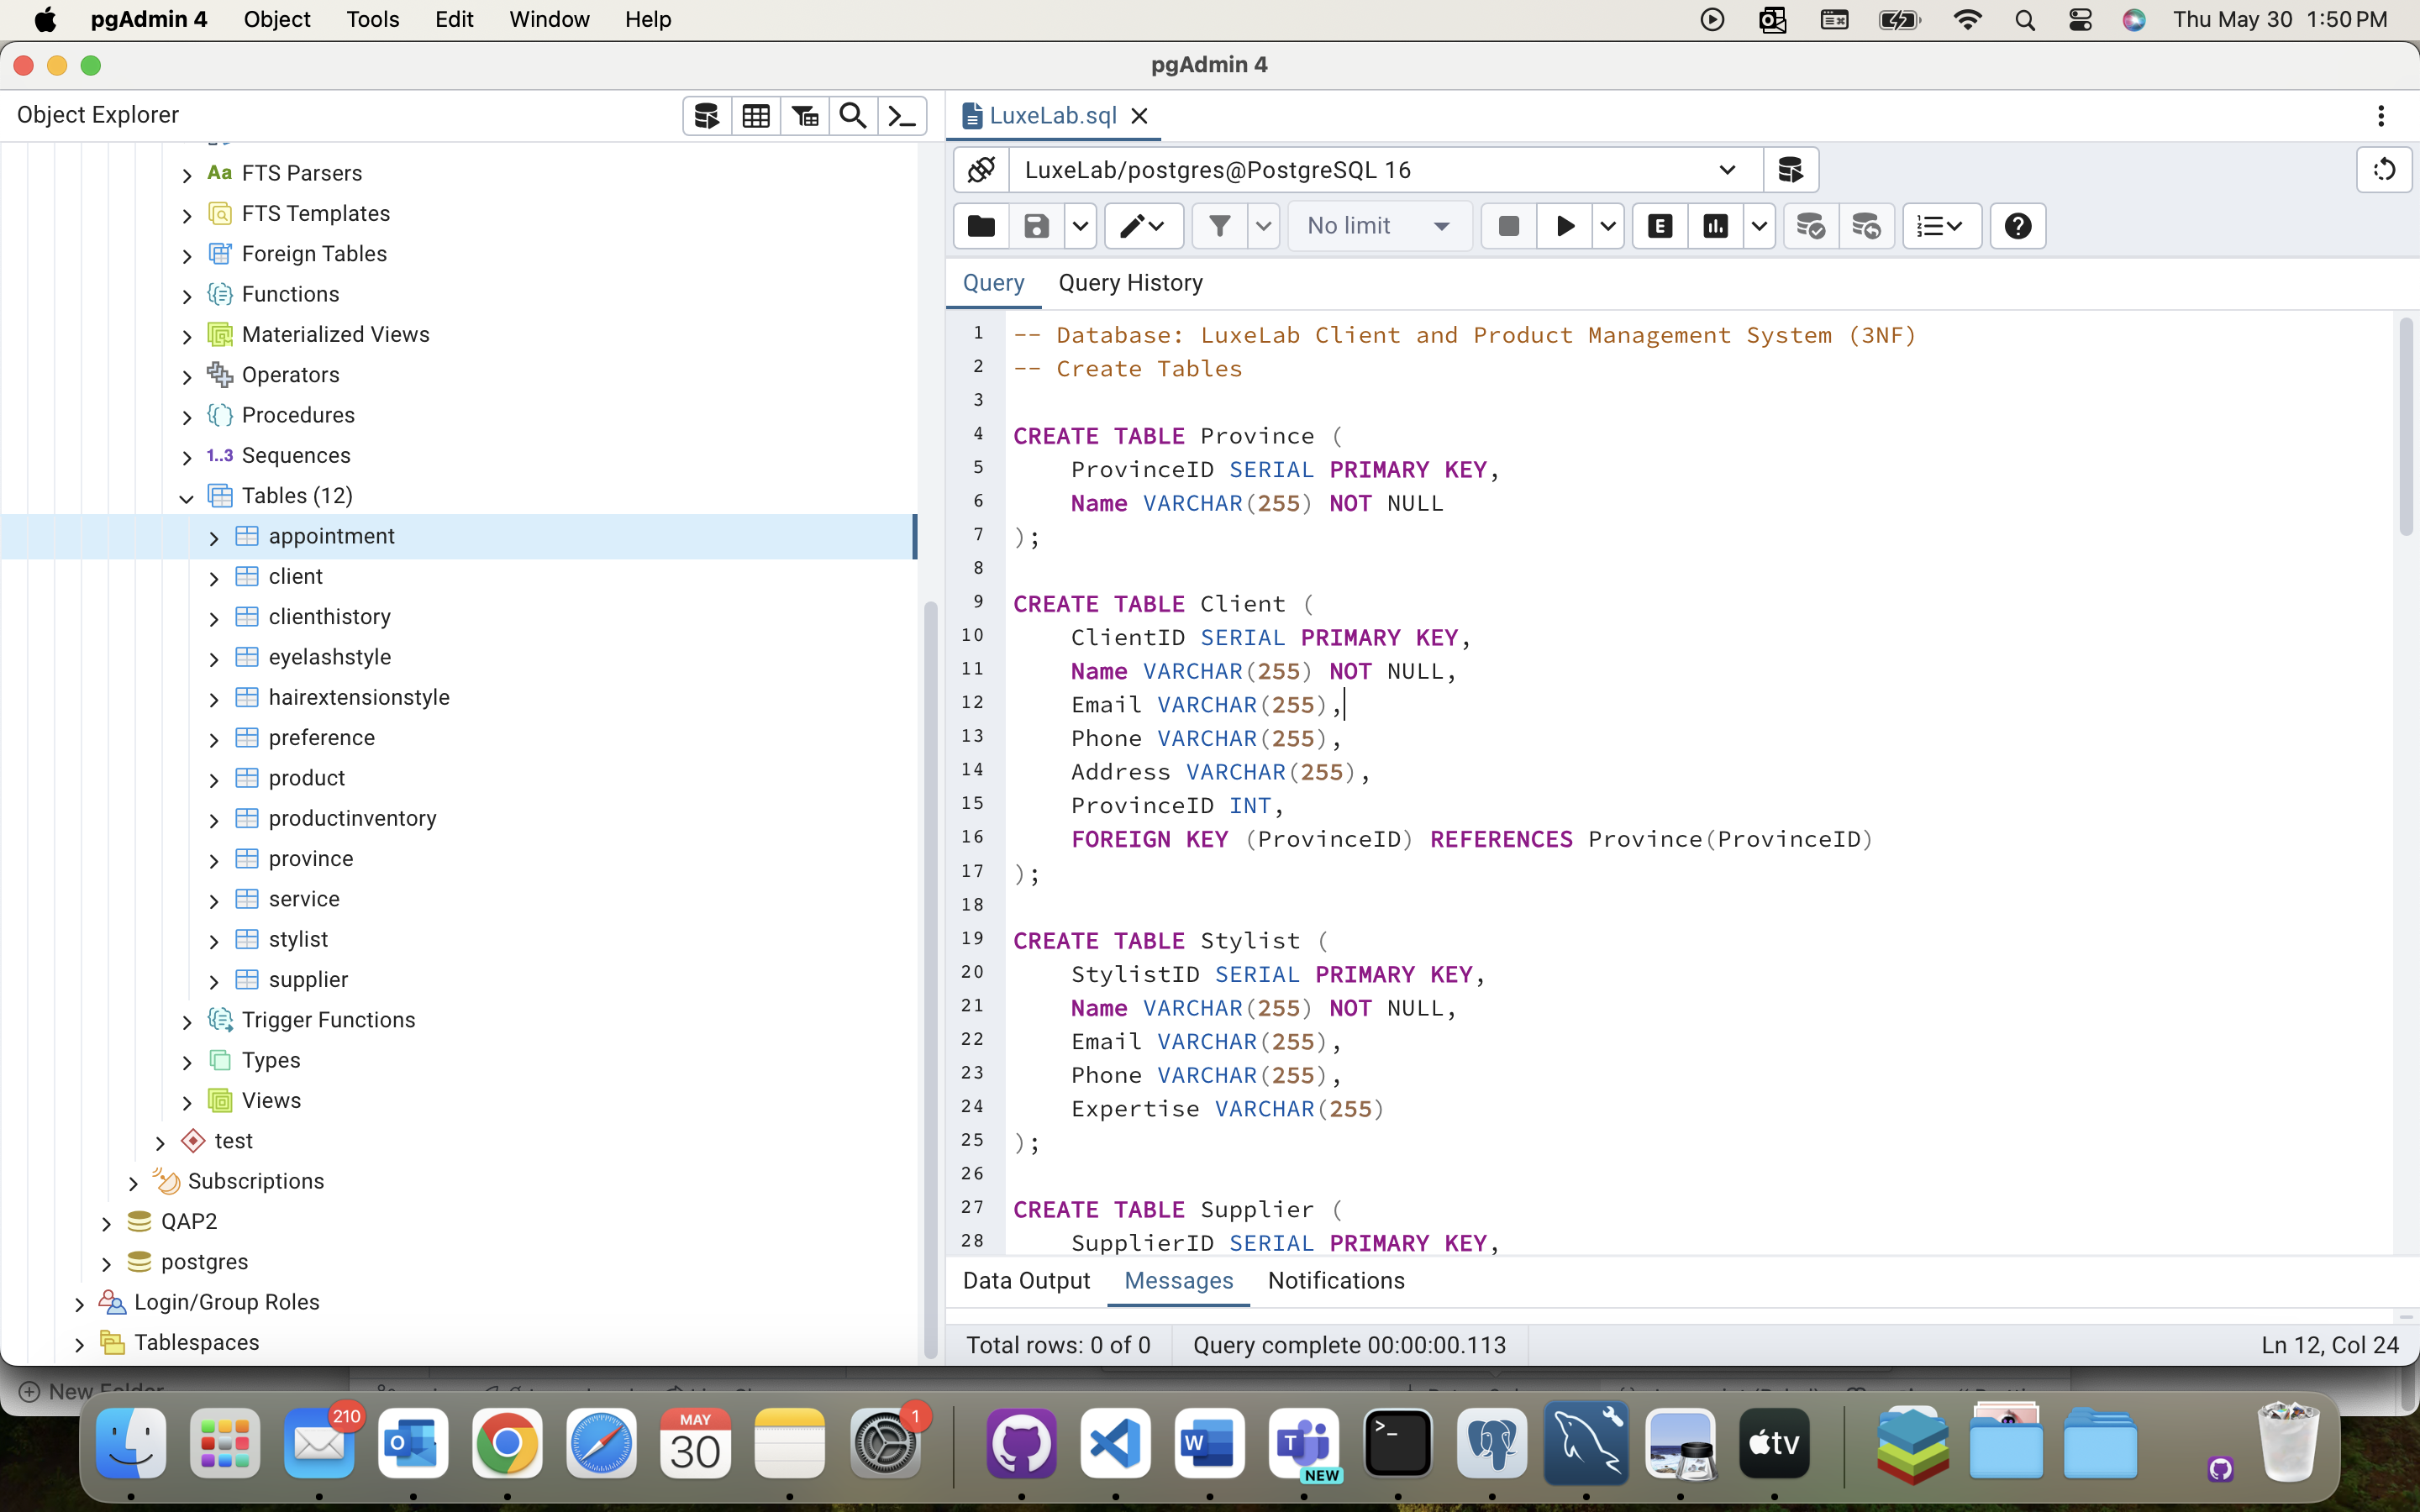 pgAdmin 4 Object Tools Edit Window Help Thu May 30 1:50 PM
pgAdmin 4
Object Explorer
Aa FTS Parsers
FTS Templates
Foreign Tables
Functions
Materialized Views
Operators
Procedures
1..3 Sequences
Tables (12)
appointment
client
clienthistory
eyelashstyle
hairextensionstyle
preference
product
productinventory
province
service
stylist
supplier
Trigger Functions
Types
Views
test
Subscriptions
QAP2
postgres
Login/Group Roles
Tablespaces
LuxeLab.sql
LuxeLab/postgres@PostgreSQL 16
No limit E
Query Query History
1 -- Database: LuxeLab Client and Product Management System (3NF)
2 -- Create Tables
3
4 CREATE TABLE Province (
5 ProvinceID SERIAL PRIMARY KEY,
6 Name VARCHAR(255) NOT NULL
7 );
8
9 CREATE TABLE Client (
10 ClientID SERIAL PRIMARY KEY,
11 Name VARCHAR(255) NOT NULL,
12 Email VARCHAR(255),
13 Phone VARCHAR(255),
14 Address VARCHAR(255),
15 ProvinceID INT,
16 FOREIGN KEY (ProvinceID) REFERENCES Province(ProvinceID)
17 );
18
19 CREATE TABLE Stylist (
20 StylistID SERIAL PRIMARY KEY,
21 Name VARCHAR(255) NOT NULL,
22 Email VARCHAR(255),
23 Phone VARCHAR(255),
24 Expertise VARCHAR(255)
25 );
26
27 CREATE TABLE Supplier (
28 SupplierID SERIAL PRIMARY KEY,
Data Output Messages Notifications
Total rows: 0 of 0 Query complete 00:00:00.113 Ln 12, Col 24
New Folder
210 MAY 30 1 NEW tv